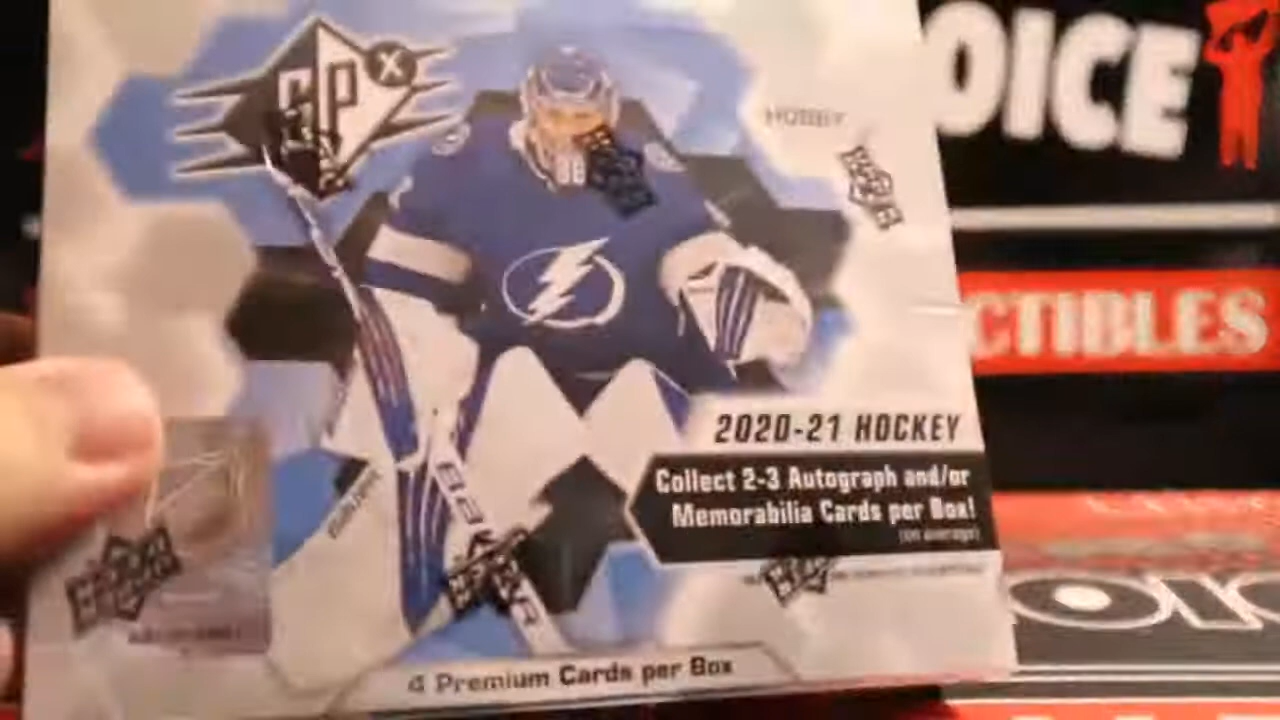 SPx
HOBBY
OICE
CTIBLES
2020-21 HOCKEY
Collect 2-3 Autograph and/or
Memorabilia Cards per Box!
(on average)
4 Premium Cards per Box
OIC